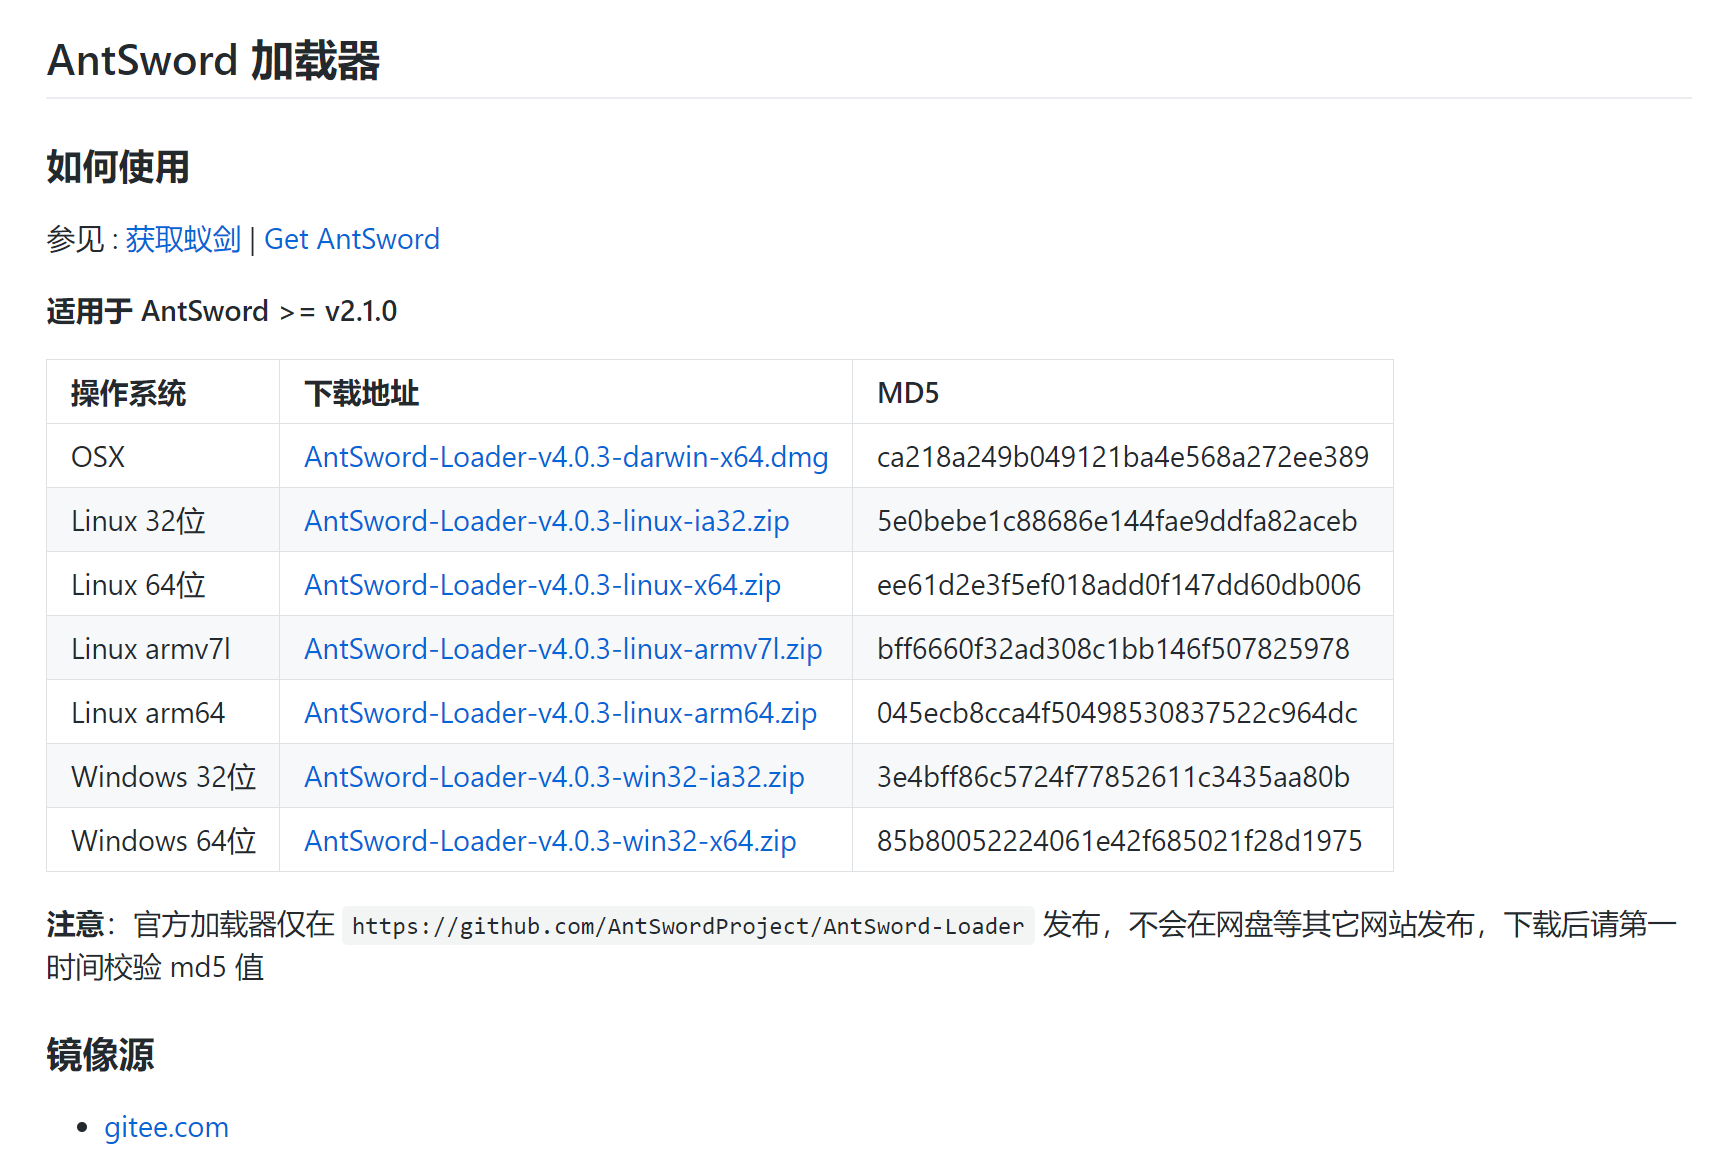 AntSword 加载器
如何使用
参见 : 获取蚁剑 | Get AntSword
适用于 AntSword >= v2.1.0
操作系统 下载地址 MD5
OSX AntSword-Loader-v4.0.3-darwin-x64.dmg ca218a249b049121ba4e568a272ee389
Linux 32位 AntSword-Loader-v4.0.3-linux-ia32.zip 5e0bebe1c88686e144fae9ddfa82aceb
Linux 64位 AntSword-Loader-v4.0.3-linux-x64.zip ee61d2e3f5ef018add0f147dd60db006
Linux armv7l AntSword-Loader-v4.0.3-linux-armv7l.zip bff6660f32ad308c1bb146f507825978
Linux arm64 AntSword-Loader-v4.0.3-linux-arm64.zip 045ecb8cca4f50498530837522c964dc
Windows 32位 AntSword-Loader-v4.0.3-win32-ia32.zip 3e4bff86c5724f77852611c3435aa80b
Windows 64位 AntSword-Loader-v4.0.3-win32-x64.zip 85b80052224061e42f685021f28d1975
注意：官方加载器仅在 https://github.com/AntSwordProject/AntSword-Loader 发布，不会在网盘等其它网站发布，下载后请第一
时间校验 md5 值
镜像源
• gitee.com